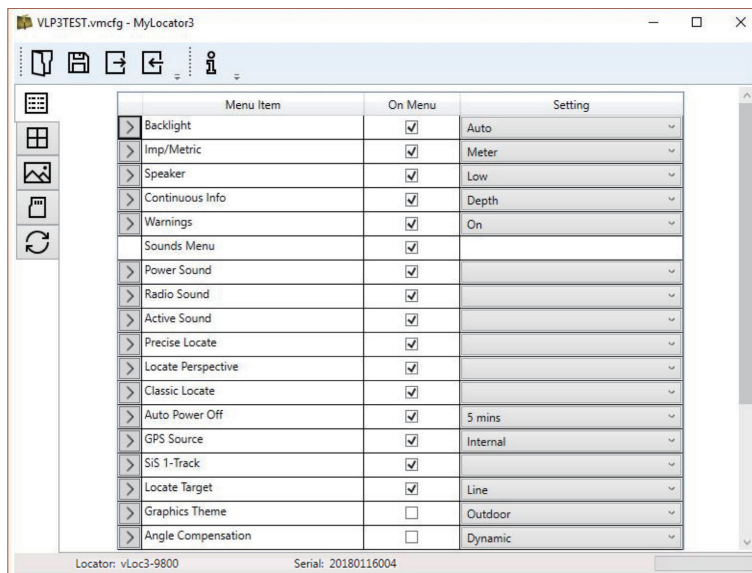 VLP3TEST.vmcfg - MyLocator3
Menu Item On Menu Setting
Backlight Auto
Imp/Metric Meter
Speaker Low
Continuous Info Depth
Warnings On
Sounds Menu
Power Sound
Radio Sound
Active Sound
Precise Locate
Locate Perspective
Classic Locate
Auto Power Off 5 mins
GPS Source Internal
SiS 1-Track
Locate Target Line
Graphics Theme Outdoor
Angle Compensation Dynamic
Locator: vLoc3-9800 Serial: 20180116004